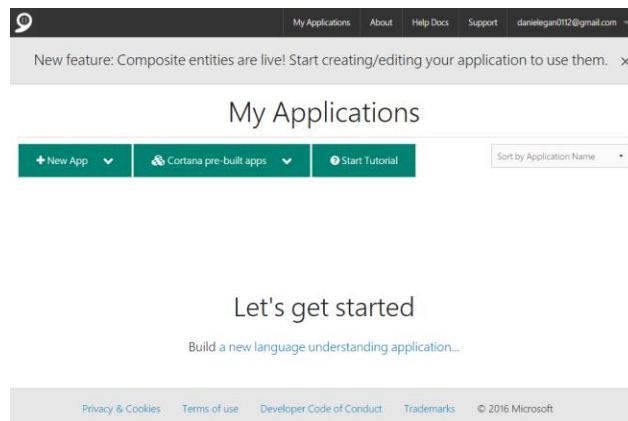 My Applications About Help Docs Support danielegan0112@gmail.com
New feature: Composite entities are live! Start creating/editing your application to use them. ×
My Applications
New App Cortana pre-built apps Start Tutorial Sort by Application Name
Let's get started
Build a new language understanding application...
Privacy & Cookies Terms of use Developer Code of Conduct Trademarks © 2016 Microsoft